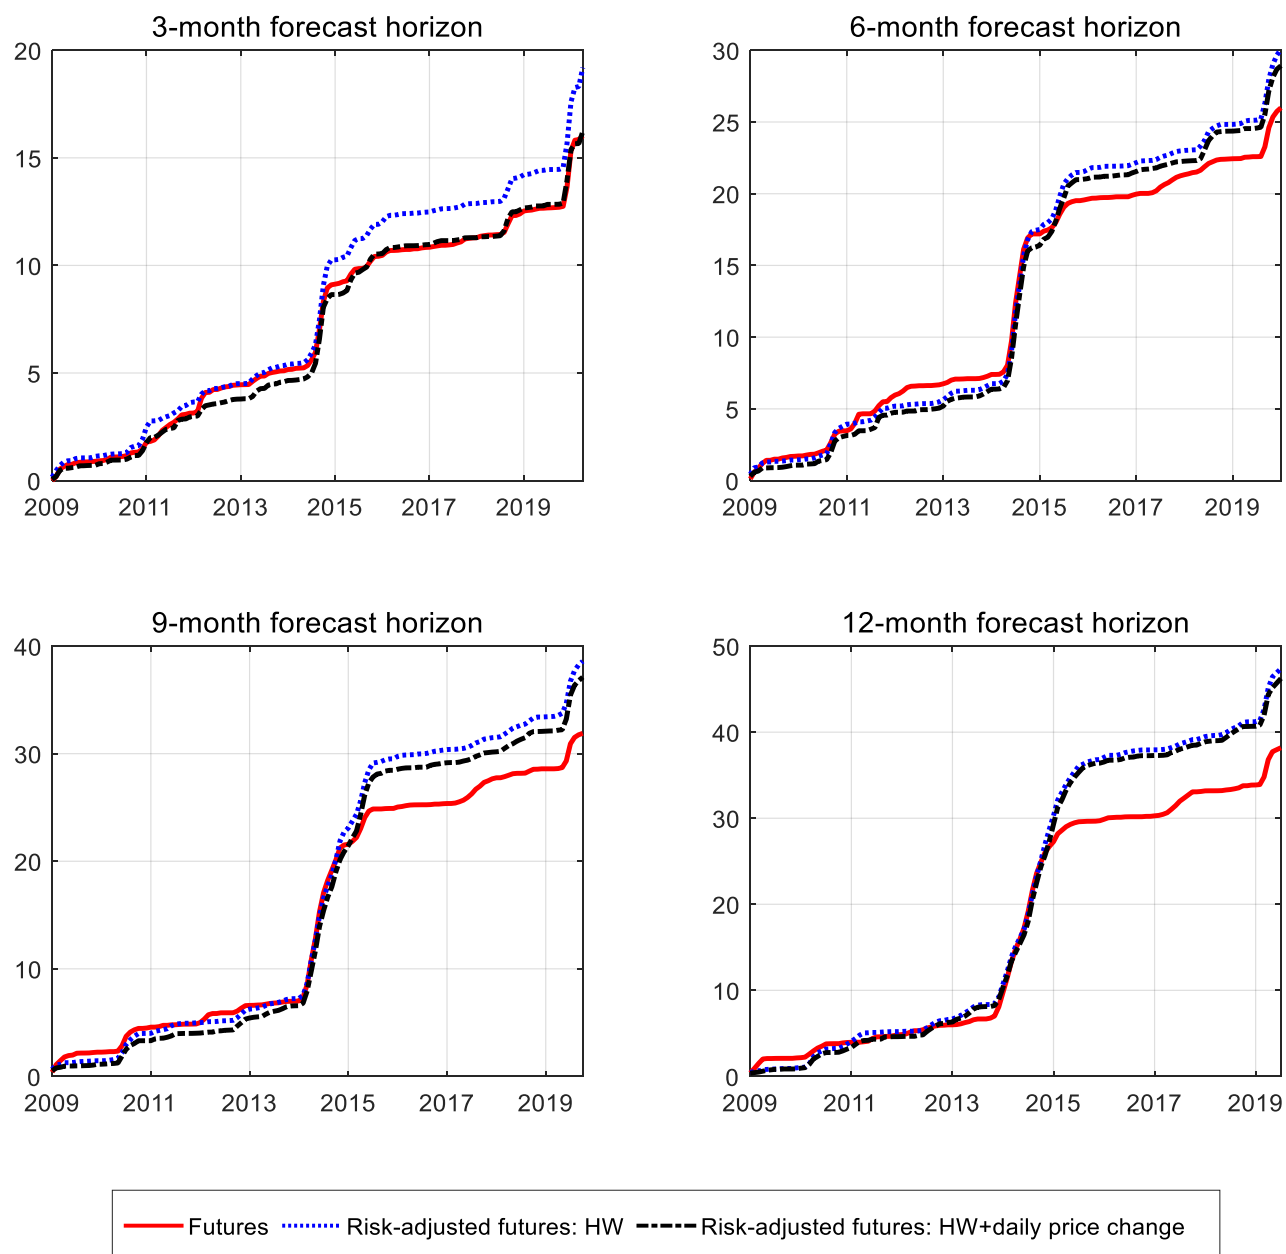 3-month forecast horizon
20
15
10
5
0
2009 2011 2013 2015 2017 2019
6-month forecast horizon
30
25
20
15
10
5
0
2009 2011 2013 2015 2017 2019
9-month forecast horizon
40
30
20
10
0
2009 2011 2013 2015 2017 2019
12-month forecast horizon
50
40
30
20
10
0
2009 2011 2013 2015 2017 2019
Futures Risk-adjusted futures: HW Risk-adjusted futures: HW+daily price change